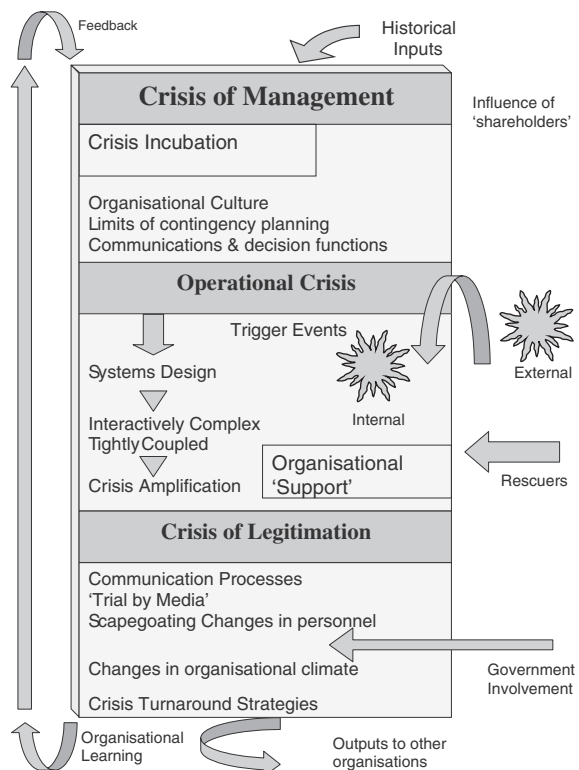 Feedback
Historical
Inputs
Crisis of Management
Influence of
‘shareholders’
Crisis Incubation
Organisational Culture
Limits of contingency planning
Communications & decision functions
Operational Crisis
Trigger Events
Systems Design
External
Internal
Interactively Complex
Tightly Coupled
Organisational
‘Support’
Crisis Amplification
Rescuers
Crisis of Legitimation
Communication Processes
‘Trial by Media’
Scapegoating Changes in personnel
Changes in organisational climate
Government
Involvement
Crisis Turnaround Strategies
Organisational
Learning
Outputs to other
organisations